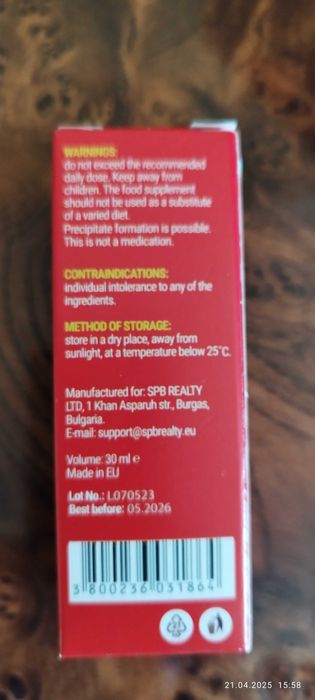 WARNINGS:
do not exceed the recommended
daily dose. Keep away from
children. The food supplement
should not be used as a substitute
of a varied diet.
Precipitate formation is possible.
This is not a medication.
CONTRAINDICATIONS:
individual intolerance to any of the
ingredients.
METHOD OF STORAGE:
store in a dry place, away from
sunlight, at a temperature below 25°C.
Manufactured for: SPB REALTY
LTD, 1 Khan Asparuh str., Burgas,
Bulgaria.
E-mail: support@spbrealty.eu
Volume: 30 ml e
Made in EU
Lot No.: L070523
Best before: 05.2026
3 800236 031864
21.04.2025 15:58